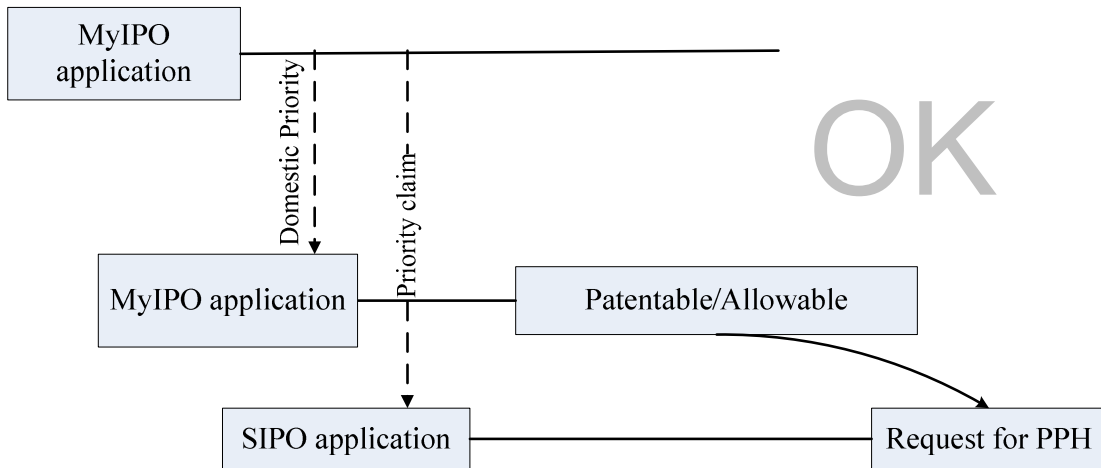 MyIPO
application
OK
Domestic Priority
Priority claim
MyIPO application
Patentable/Allowable
SIPO application
Request for PPH